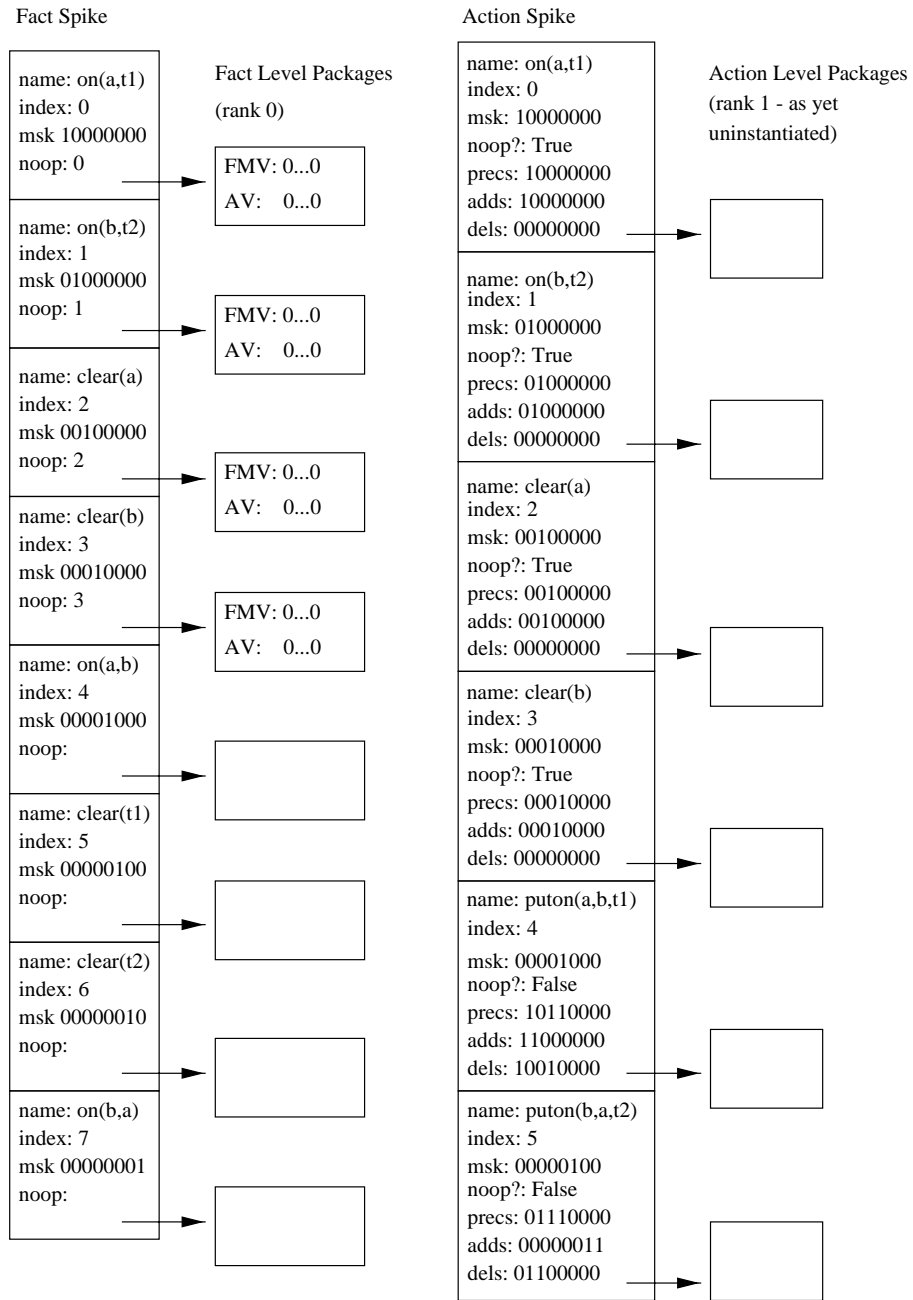 Fact Spike
name: on(a,t1)
index: 0
msk 10000000
noop: 0
name: on(b,t2)
index: 1
msk 01000000
noop: 1
name: clear(a)
index: 2
msk 00100000
noop: 2
name: clear(b)
index: 3
msk 00010000
noop: 3
name: on(a,b)
index: 4
msk 00001000
noop:
name: clear(t1)
index: 5
msk 00000100
noop:
name: clear(t2)
index: 6
msk 00000010
noop:
name: on(b,a)
index: 7
msk 00000001
noop:
Fact Level Packages
(rank 0)
FMV: 0...0
AV: 0...0
FMV: 0...0
AV: 0...0
FMV: 0...0
AV: 0...0
FMV: 0...0
AV: 0...0
Action Spike
name: on(a,t1)
index: 0
msk: 10000000
noop?: True
precs: 10000000
adds: 10000000
dels: 00000000
name: on(b,t2)
index: 1
msk: 01000000
noop?: True
precs: 01000000
adds: 01000000
dels: 00000000
name: clear(a)
index: 2
msk: 00100000
noop?: True
precs: 00100000
adds: 00100000
dels: 00000000
name: clear(b)
index: 3
msk: 00010000
noop?: True
precs: 00010000
adds: 00010000
dels: 00000000
name: puton(a,b,t1)
index: 4
msk: 00001000
noop?: False
precs: 10110000
adds: 11000000
dels: 10010000
name: puton(b,a,t2)
index: 5
msk: 00000100
noop?: False
precs: 01110000
adds: 00000011
dels: 01100000
Action Level Packages
(rank 1 - as yet
uninstantiated)